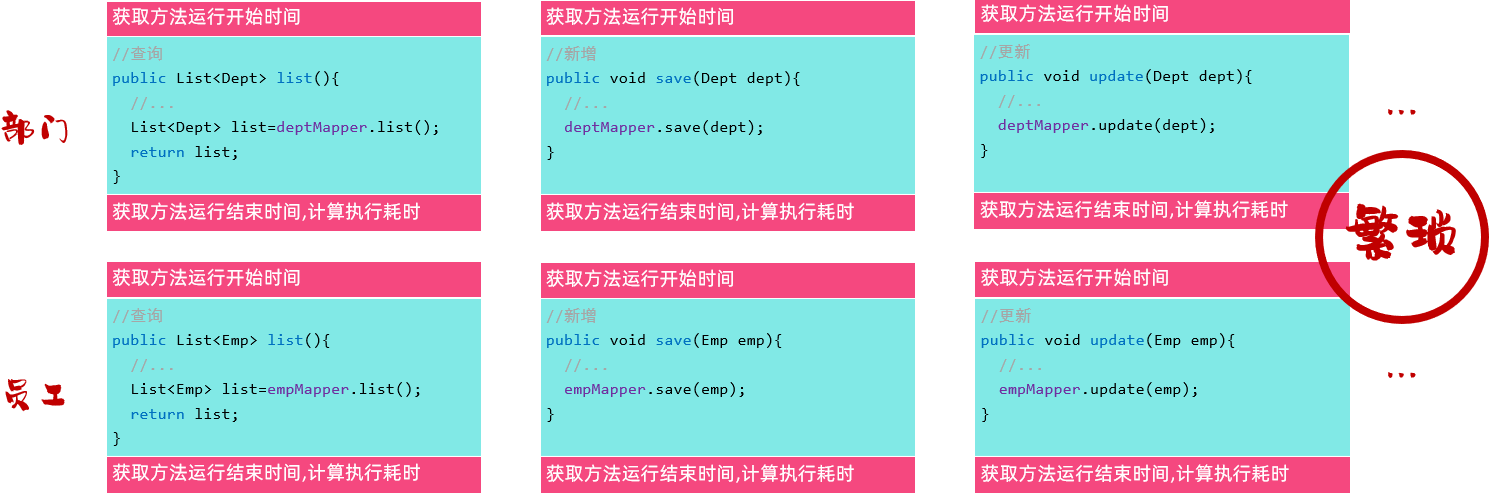 部门
获取方法运行开始时间
//查询
public List<Dept> list(){
//...
List<Dept> list=deptMapper.list();
return list;
}
获取方法运行结束时间,计算执行耗时
获取方法运行开始时间
//新增
public void save(Dept dept){
//...
deptMapper.save(dept);
}
获取方法运行结束时间,计算执行耗时
获取方法运行开始时间
//更新
public void update(Dept dept){
//...
deptMapper.update(dept);
}
获取方法运行结束时间,计算执行耗时
...
繁琐
员工
获取方法运行开始时间
//查询
public List<Emp> list(){
//...
List<Emp> list=empMapper.list();
return list;
}
获取方法运行结束时间,计算执行耗时
获取方法运行开始时间
//新增
public void save(Emp emp){
//...
empMapper.save(emp);
}
获取方法运行结束时间,计算执行耗时
获取方法运行开始时间
//更新
public void update(Emp emp){
//...
empMapper.update(emp);
}
获取方法运行结束时间,计算执行耗时
...